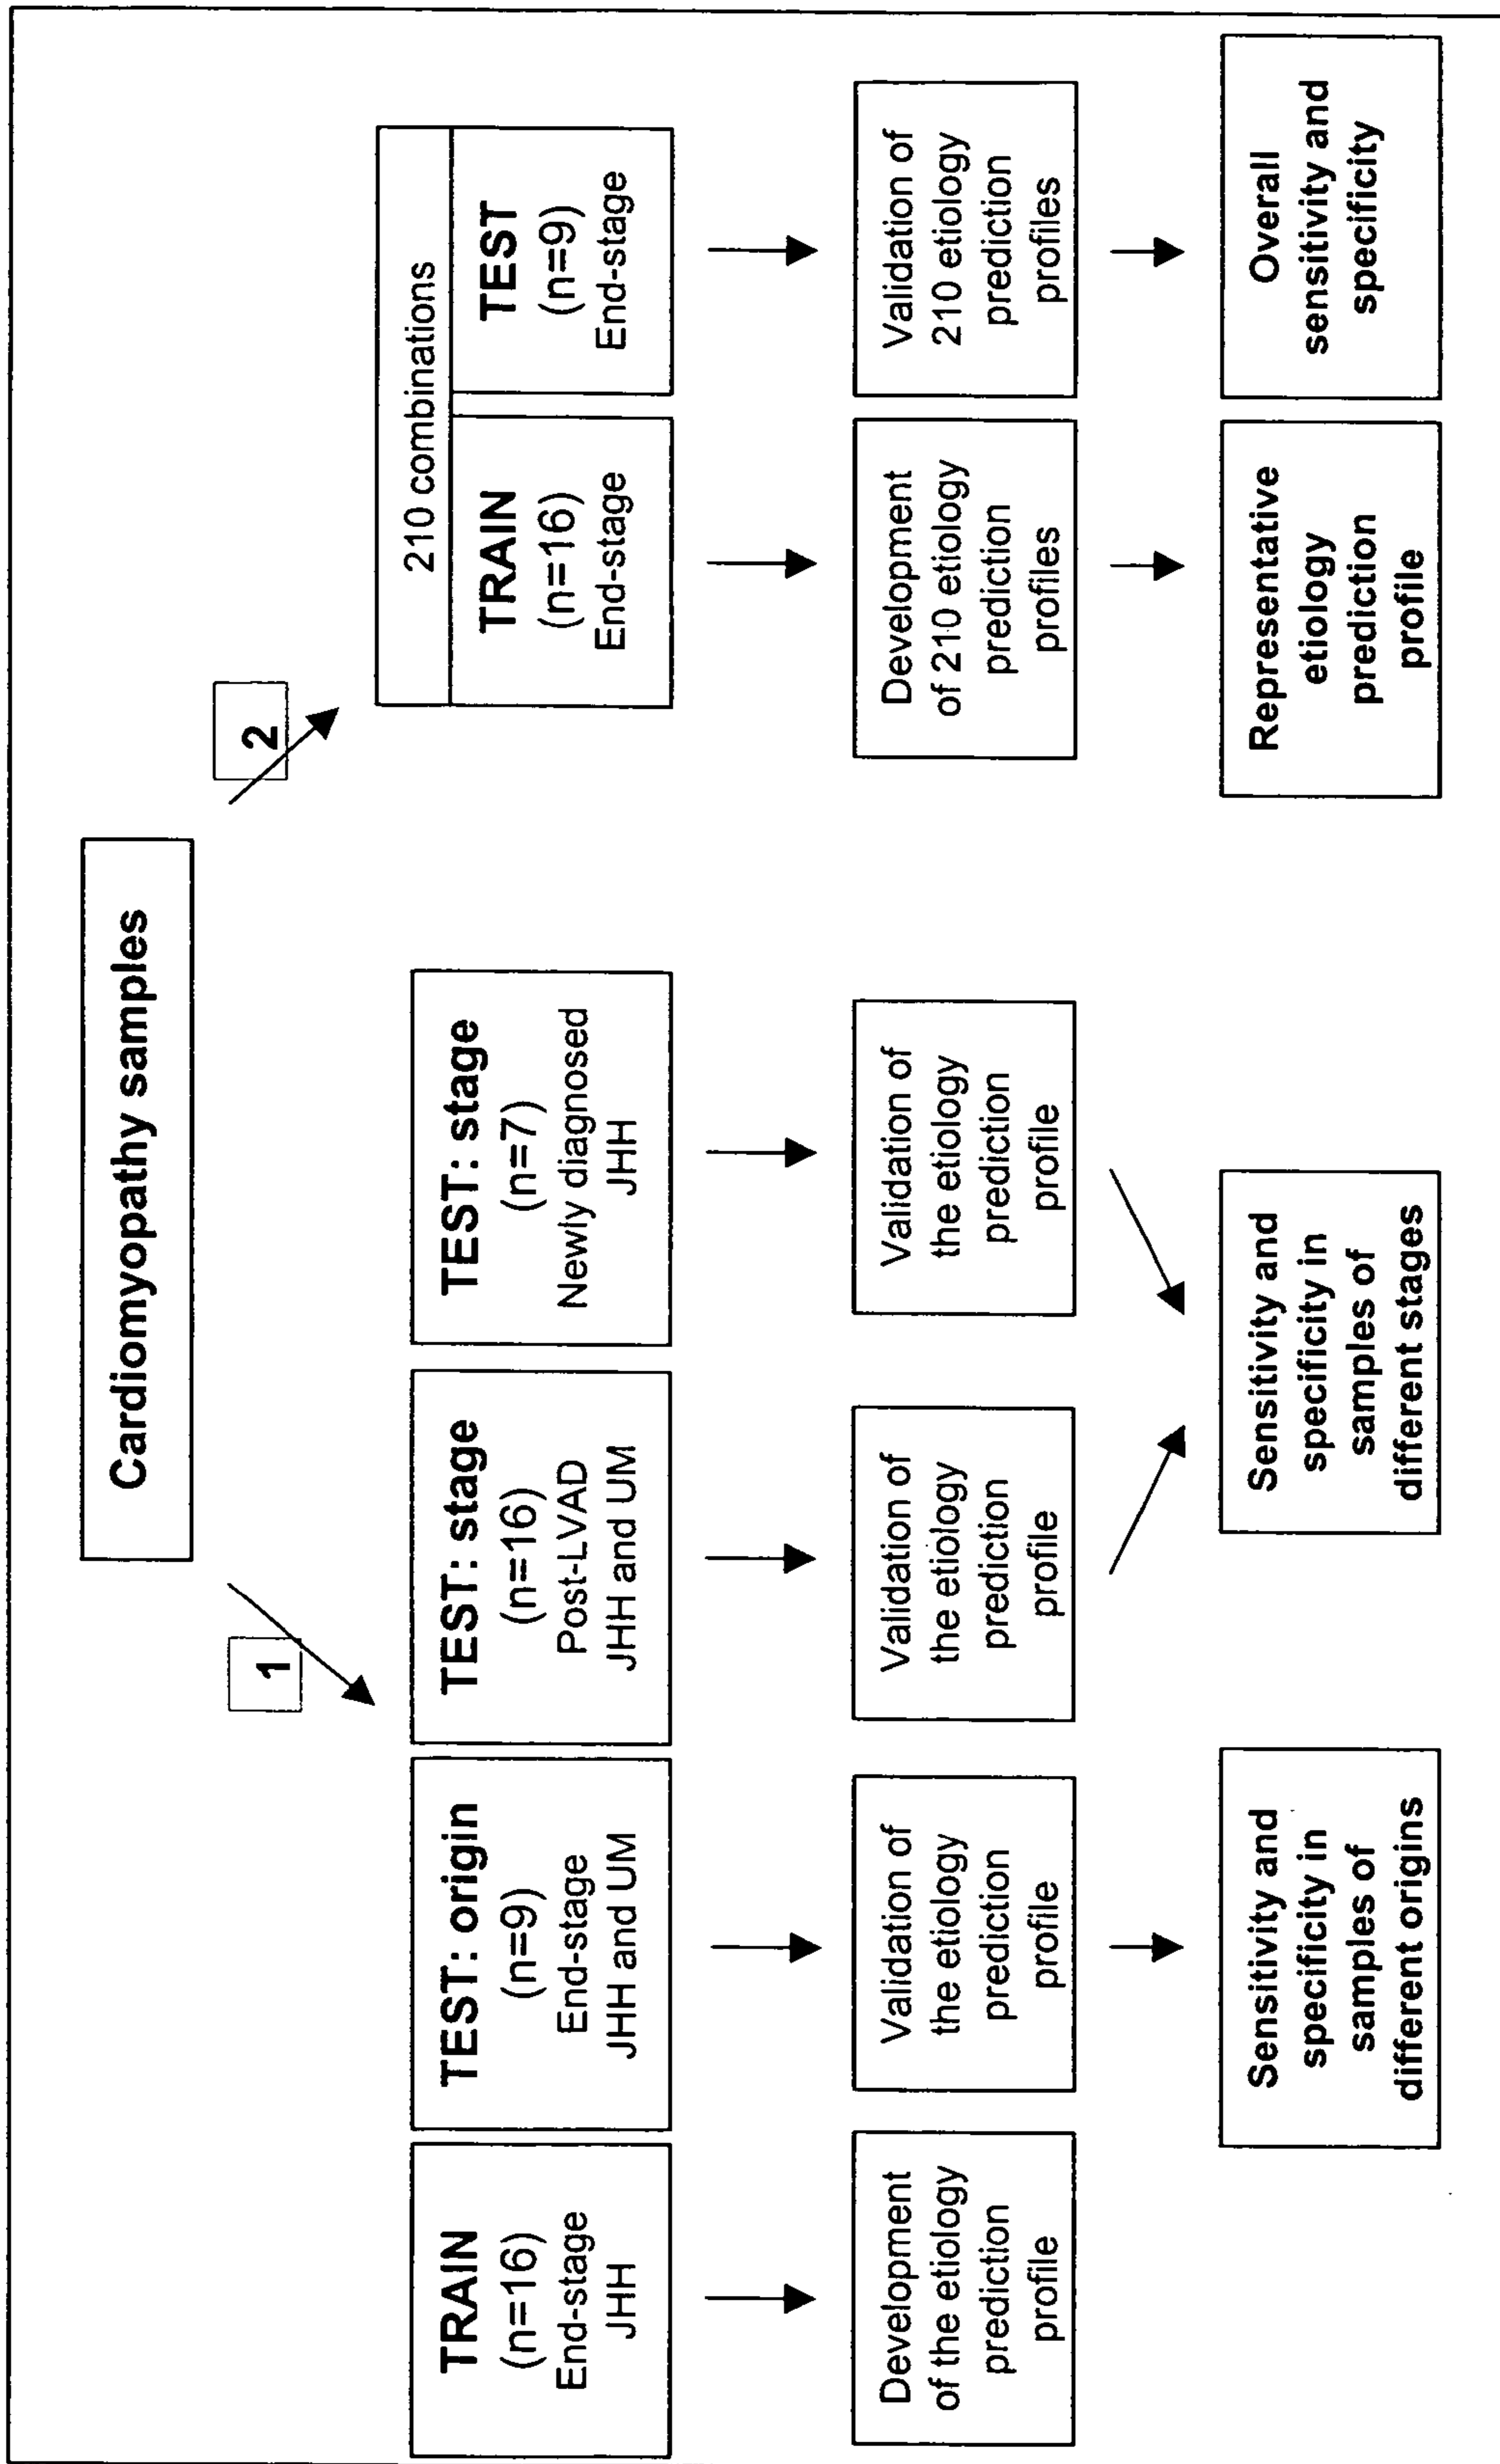 Cardiomyopathy samples
1
2
TRAIN
(n=16)
End-stage
JHH
TEST: origin
(n=9)
End-stage
JHH and UM
TEST: stage
(n=16)
Post-LVAD
JHH and UM
TEST: stage
(n=7)
Newly diagnosed
JHH
210 combinations
TRAIN
(n=16)
End-stage
TEST
(n=9)
End-stage
Development
of the etiology
prediction
profile
Validation of
the etiology
prediction
profile
Validation of
the etiology
prediction
profile
Validation of
the etiology
prediction
profile
Development
of 210 etiology
prediction
profiles
Validation of
210 etiology
prediction
profiles
Sensitivity and
specificity in
samples of
different origins
Sensitivity and
specificity in
samples of
different stages
Representative
etiology
prediction
profile
Overall
sensitivity and
specificity